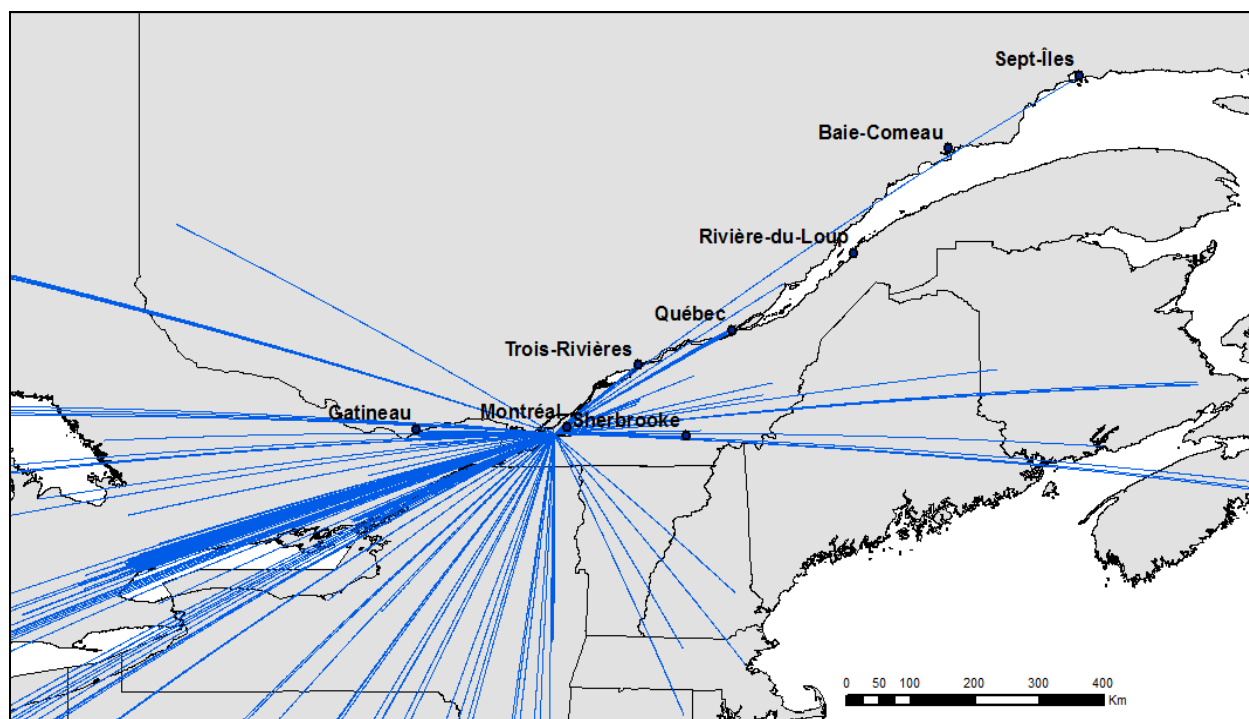 Sept-Îles
Baie-Comeau
Rivière-du-Loup
Québec
Trois-Rivières
Gatineau
Montréal
Sherbrooke
0 50 100 200 300 400
Km